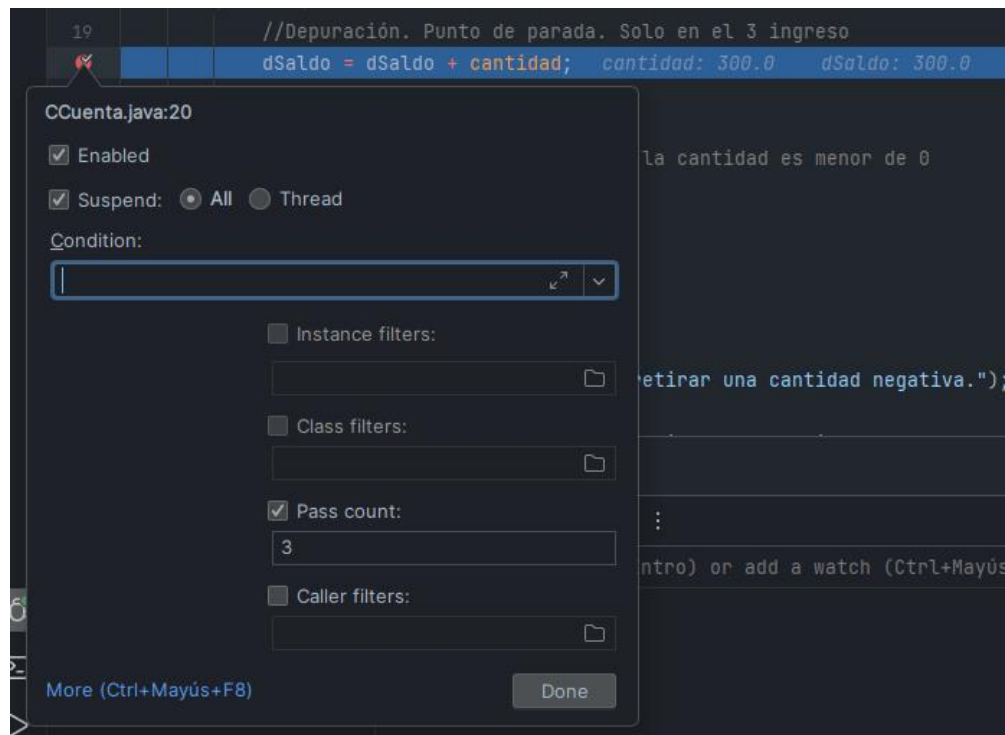 19 //Depuración. Punto de parada. Solo en el 3 ingreso
dSaldo = dSaldo + cantidad; cantidad: 300.0 dSaldo: 300.0
CCuenta.java:20
Enabled
la cantidad es menor de 0
Suspend: All Thread
Condition:
Instance filters:
etirar una cantidad negativa.");
Class filters:
Pass count:
3
ntro) or add a watch (Ctrl+Mayús
Caller filters:
More (Ctrl+Mayús+F8) Done